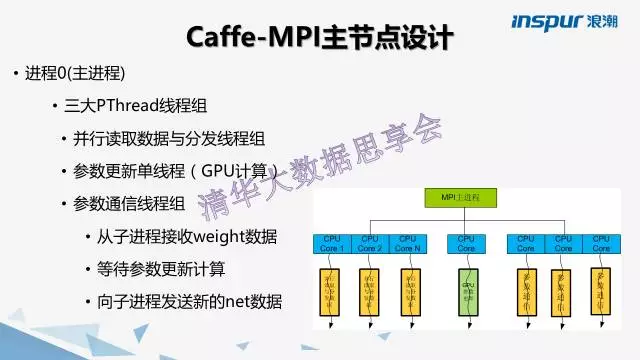 inspur 浪潮
Caffe-MPI主节点设计
• 进程0(主进程)
• 三大PThread线程组
• 并行读取数据与分发线程组
• 参数更新单线程（GPU计算）
• 参数通信线程组
• 从子进程接收weight数据
• 等待参数更新计算
• 向子进程发送新的net数据
清华大数据思享会
MPI主进程
CPU Core 1
CPU Core 2
CPU Core N
CPU Core
CPU Core
CPU Core
CPU Core
GPU参数更新
参数通信
参数通信
参数通信